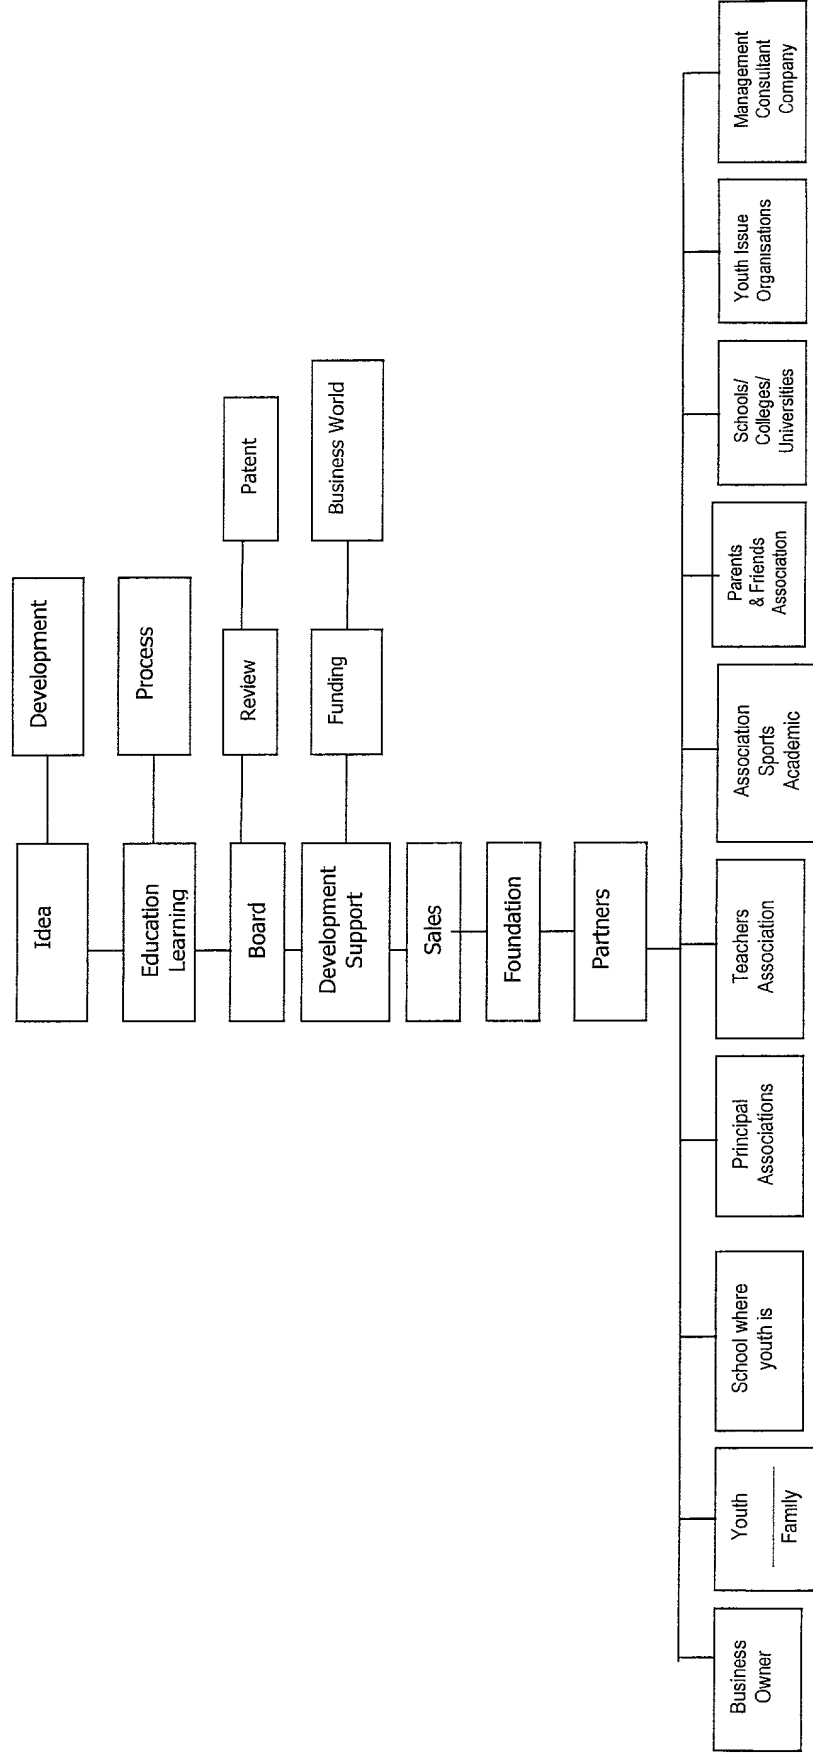 Idea
Development
Education
Learning
Process
Board
Review
Patent
Development
Support
Funding
Business World
Sales
Foundation
Partners
Business
Owner
Youth
Family
School where
youth is
Principal
Associations
Teachers
Association
Association
Sports
Academic
Parents
& Friends
Association
Schools/
Colleges/
Universities
Youth Issue
Organisations
Management
Consultant
Company